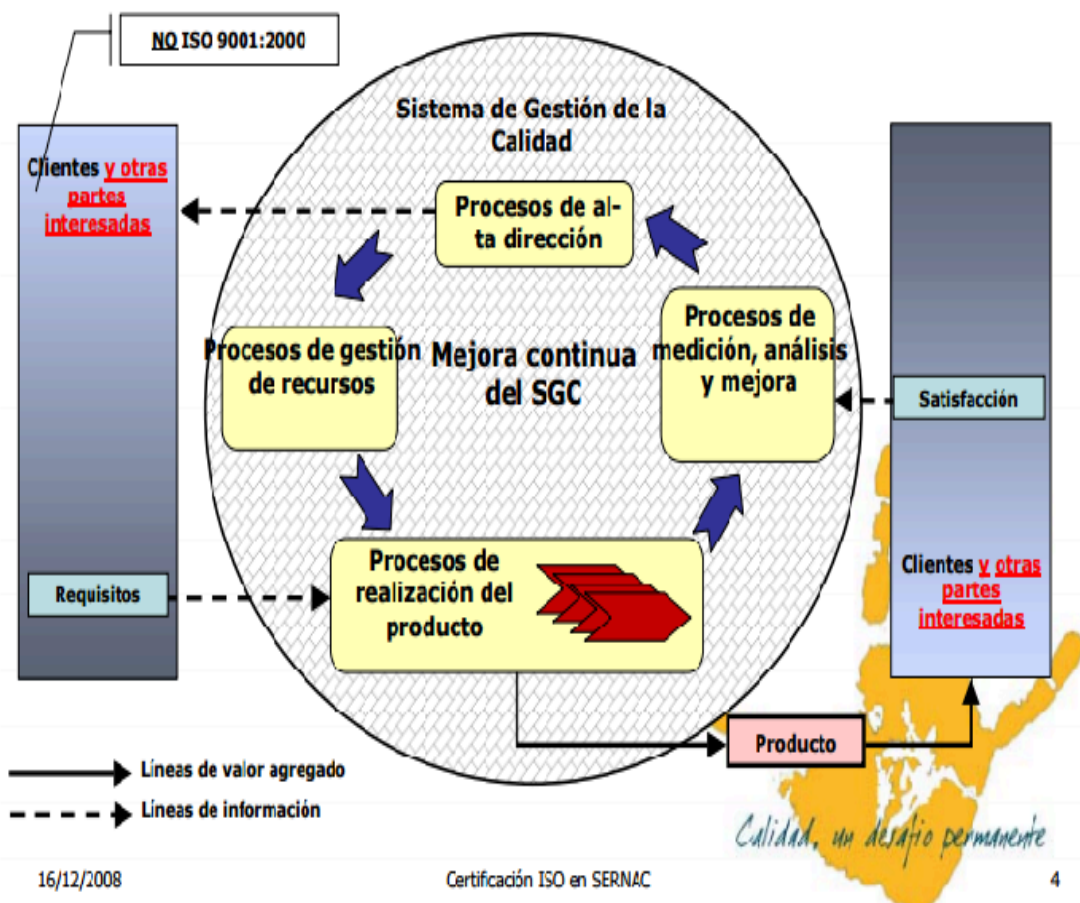 NO ISO 9001:2000
Sistema de Gestión de la
Calidad
Clientes y otras
partes
interesadas
Procesos de al-
ta dirección
Procesos de gestión
de recursos
Mejora continua
del SGC
Procesos de
medición, análisis
y mejora
Satisfacción
Requisitos
Procesos de
realización del
producto
Clientes y otras
partes
interesadas
Producto
Líneas de valor agregado
Líneas de información
Calidad, un desafío permanente
16/12/2008
Certificación ISO en SERNAC
4